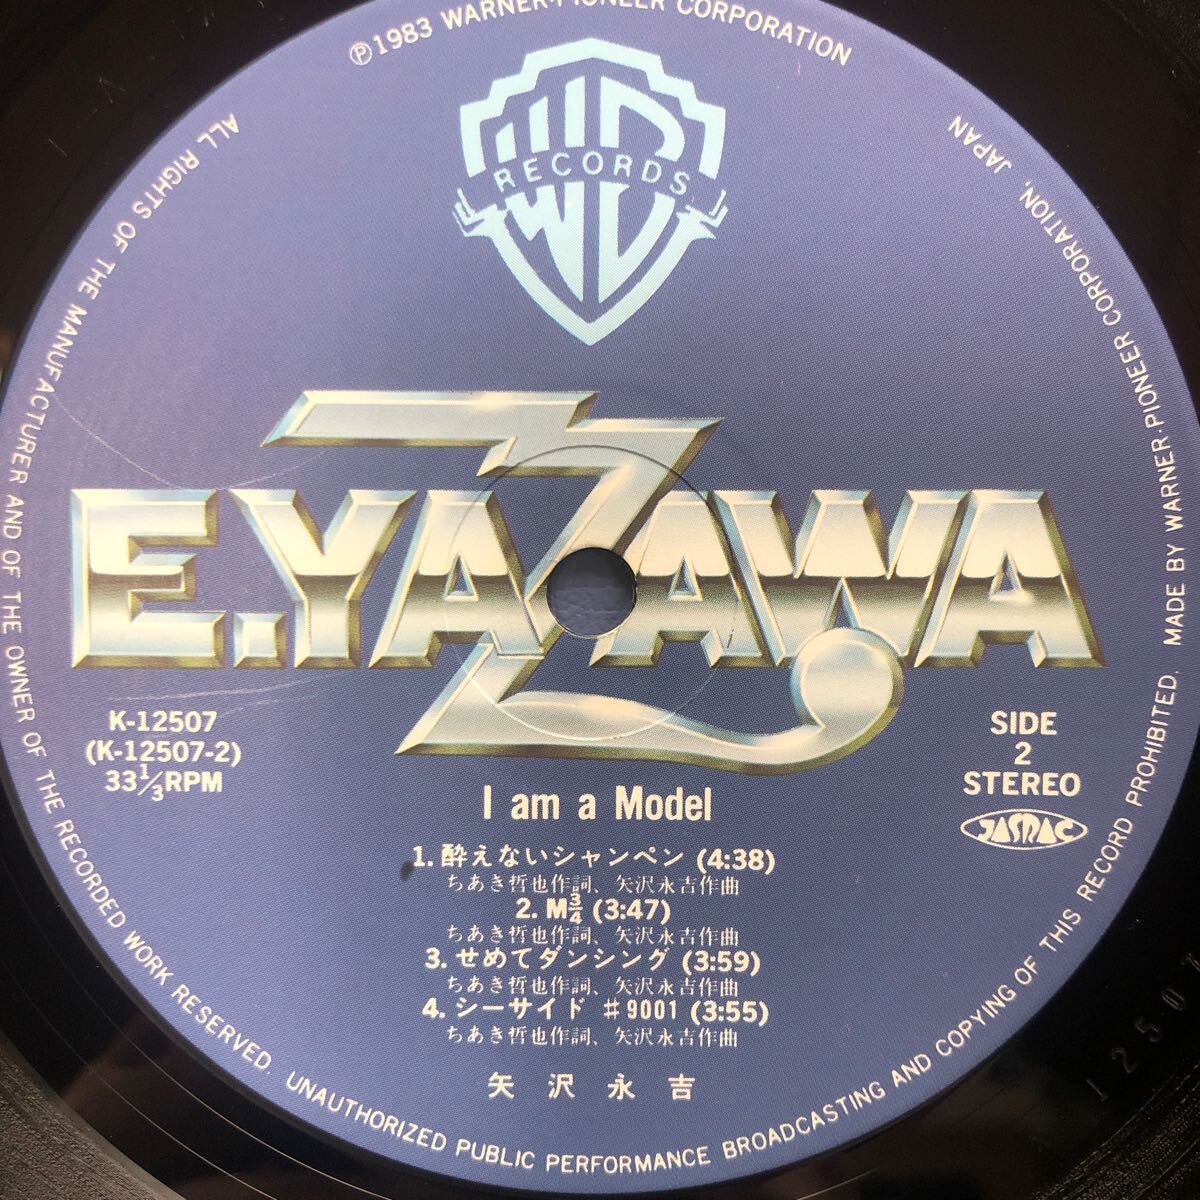 ℗1983 WARNER-PIONEER CORPORATION
RECORDS
E.YAZAWA
K-12507
(K-12507-2)
33⅓RPM
SIDE
2
STEREO
JASRAC
I am a Model
1. 酔えないシャンペン (4:38)
ちあき哲也作詞、矢沢永吉作曲
2. M¾ (3:47)
ちあき哲也作詞、矢沢永吉作曲
3. せめてダンシング (3:59)
ちあき哲也作詞、矢沢永吉作曲
4. シーサイド #9001 (3:55)
ちあき哲也作詞、矢沢永吉作曲
矢沢永吉
ALL RIGHTS OF THE MANUFACTURER AND OF THE OWNER OF THE RECORDED WORK RESERVED. UNAUTHORIZED PUBLIC PERFORMANCE BROADCASTING AND COPYING OF THIS RECORD PROHIBITED. MADE BY WARNER-PIONEER CORPORATION, JAPAN